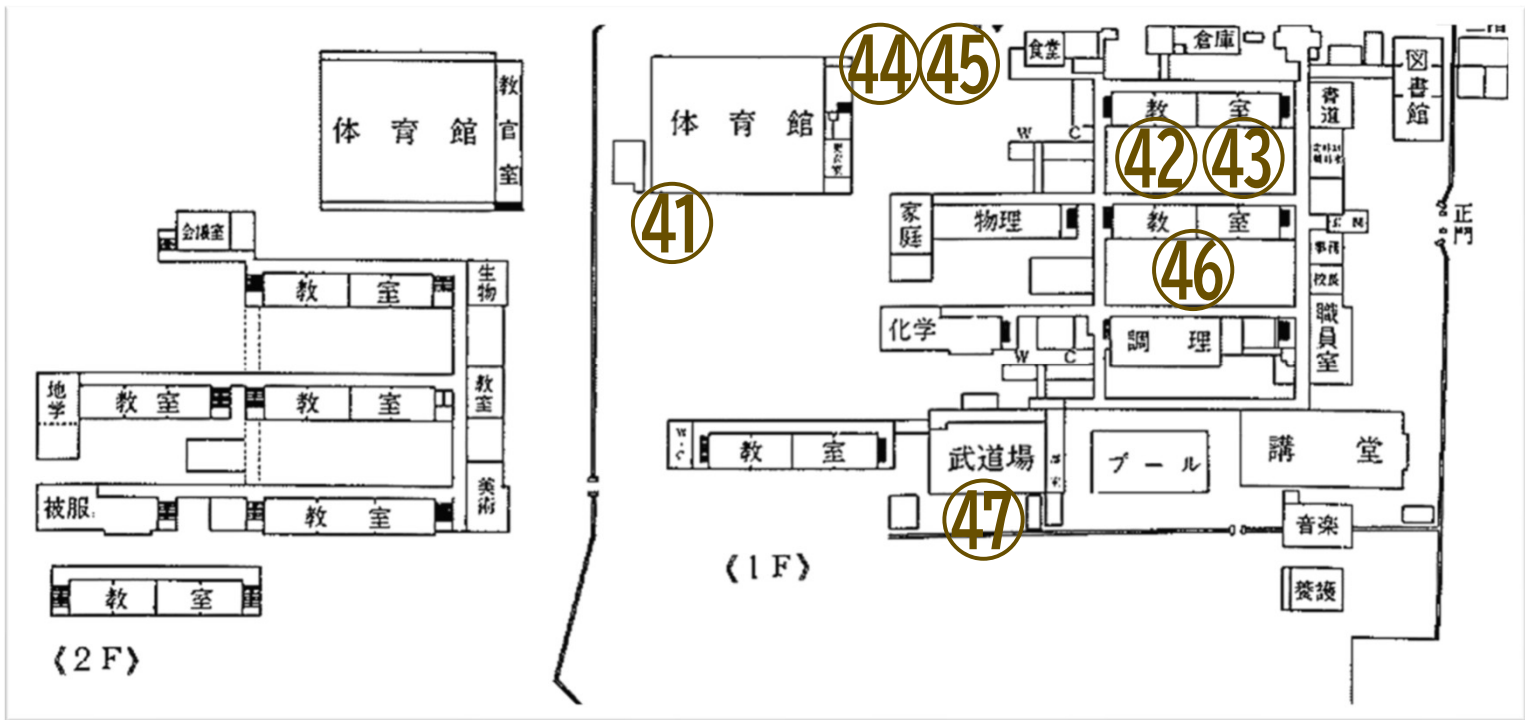 体育館
教官室
会議室
生物
教室
地学
教室
教室
教室
美術
被服
教室
教室
《2F》
体育館
㊶
㊹
㊺
食堂
倉庫
図書館
教室
書道
WC
㊷
㊸
家庭
物理
教室
正門
㊻
校長
職員室
化学
調理
WC
W・C
教室
武道場
プール
講堂
㊼
音楽
養護
《1F》